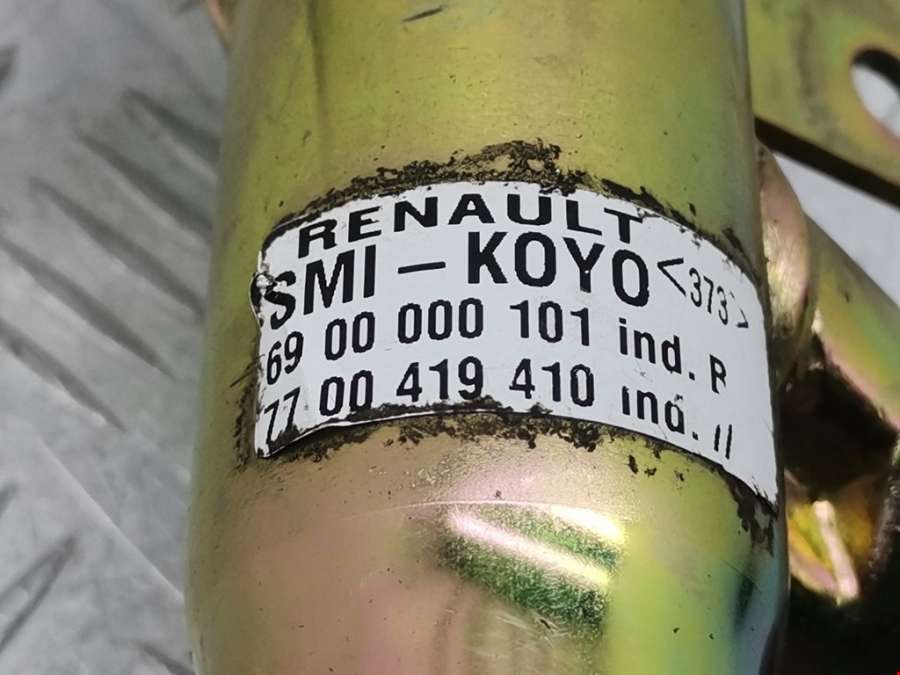 RENAULT
SMI - KOYO <373>
69 00 000 101 ind.
77 00 419 410 ind. //